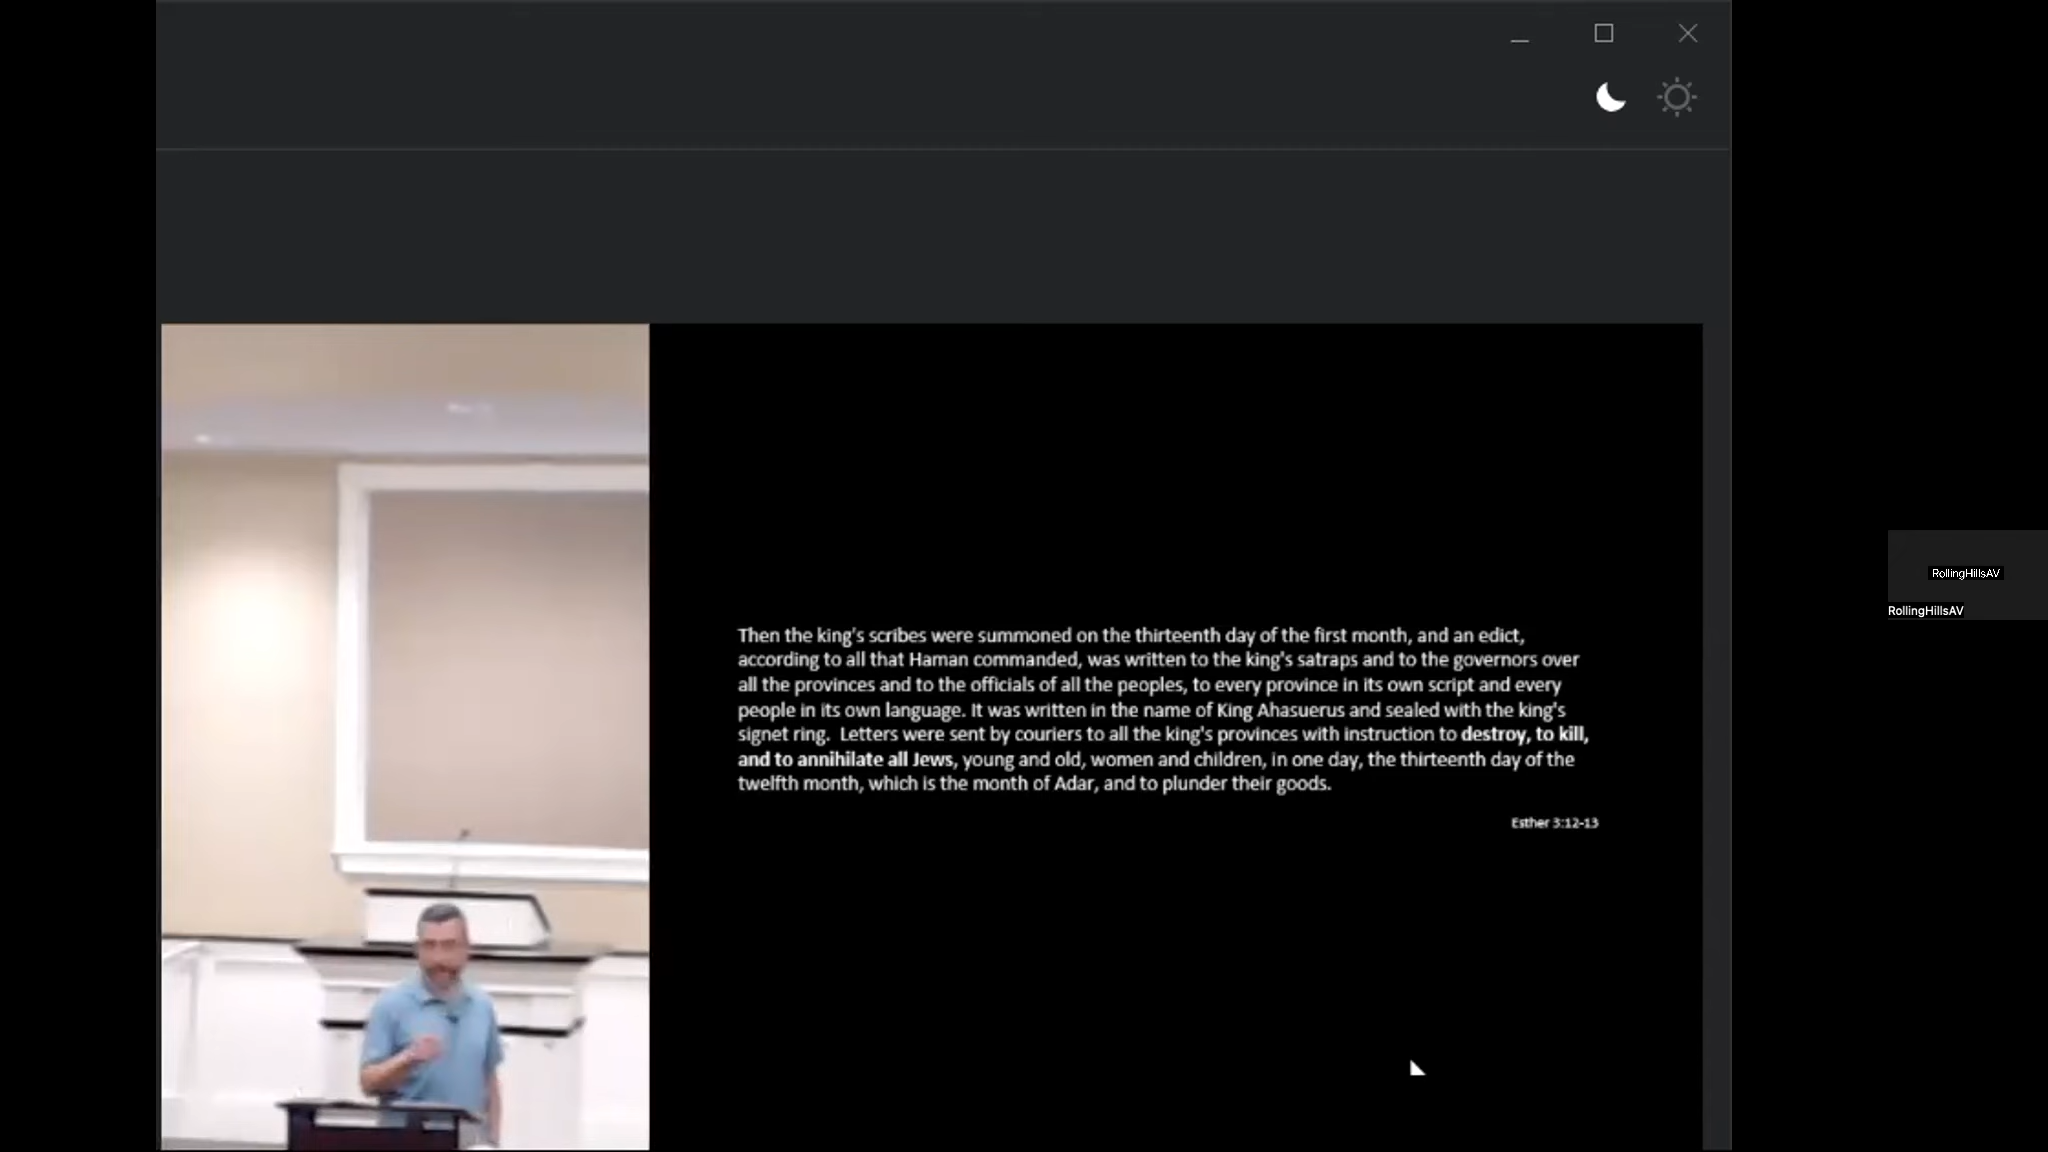 Then the king's scribes were summoned on the thirteenth day of the first month, and an edict,
according to all that Haman commanded, was written to the king's satraps and to the governors over
all the provinces and to the officials of all the peoples, to every province in its own script and every
people in its own language. It was written in the name of King Ahasuerus and sealed with the king's
signet ring.  Letters were sent by couriers to all the king's provinces with instruction to destroy, to kill,
and to annihilate all Jews, young and old, women and children, in one day, the thirteenth day of the
twelfth month, which is the month of Adar, and to plunder their goods.
Esther 3:12-13
RollingHillsAV
RollingHillsAV